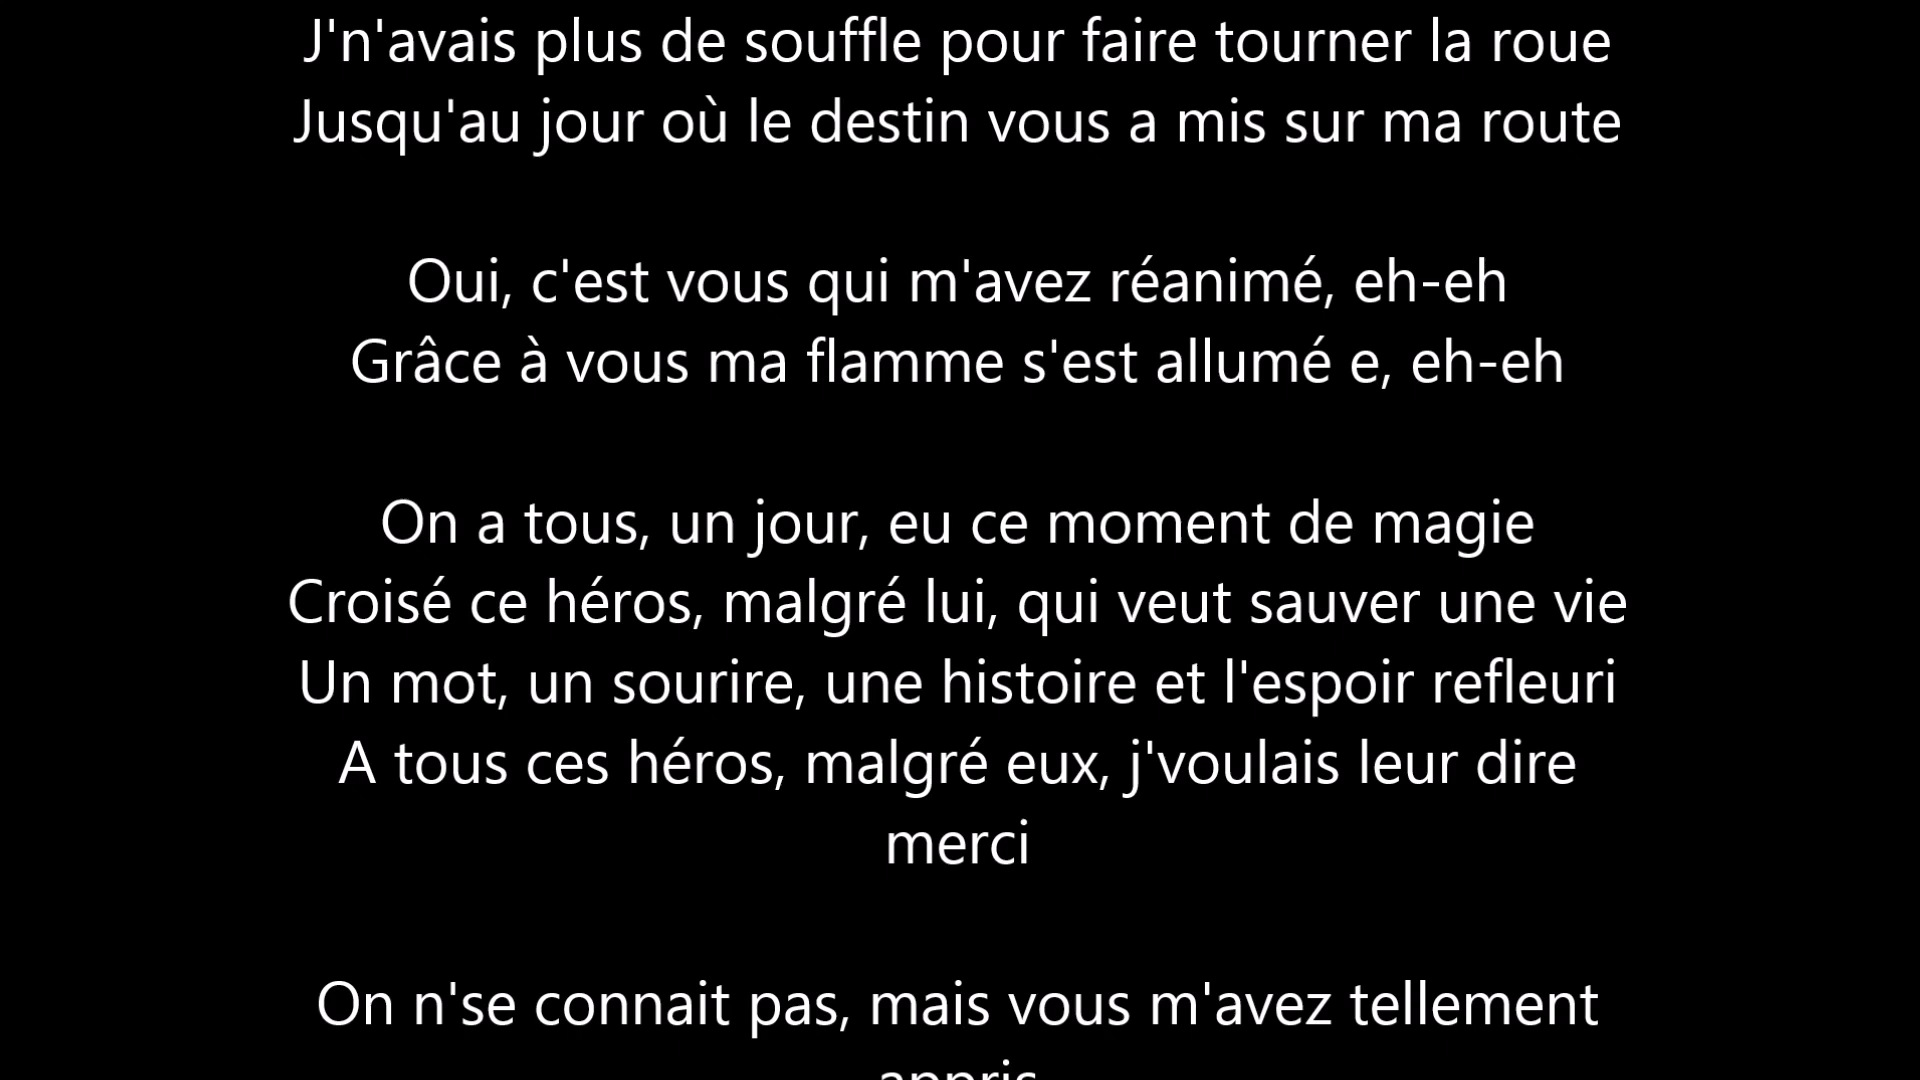 J'n'avais plus de souffle pour faire tourner la roue
Jusqu'au jour où le destin vous a mis sur ma route
Oui, c'est vous qui m'avez réanimé, eh-eh
Grâce à vous ma flamme s'est allumé e, eh-eh
On a tous, un jour, eu ce moment de magie
Croisé ce héros, malgré lui, qui veut sauver une vie
Un mot, un sourire, une histoire et l'espoir refleuri
A tous ces héros, malgré eux, j'voulais leur dire
merci
On n'se connait pas, mais vous m'avez tellement
appris